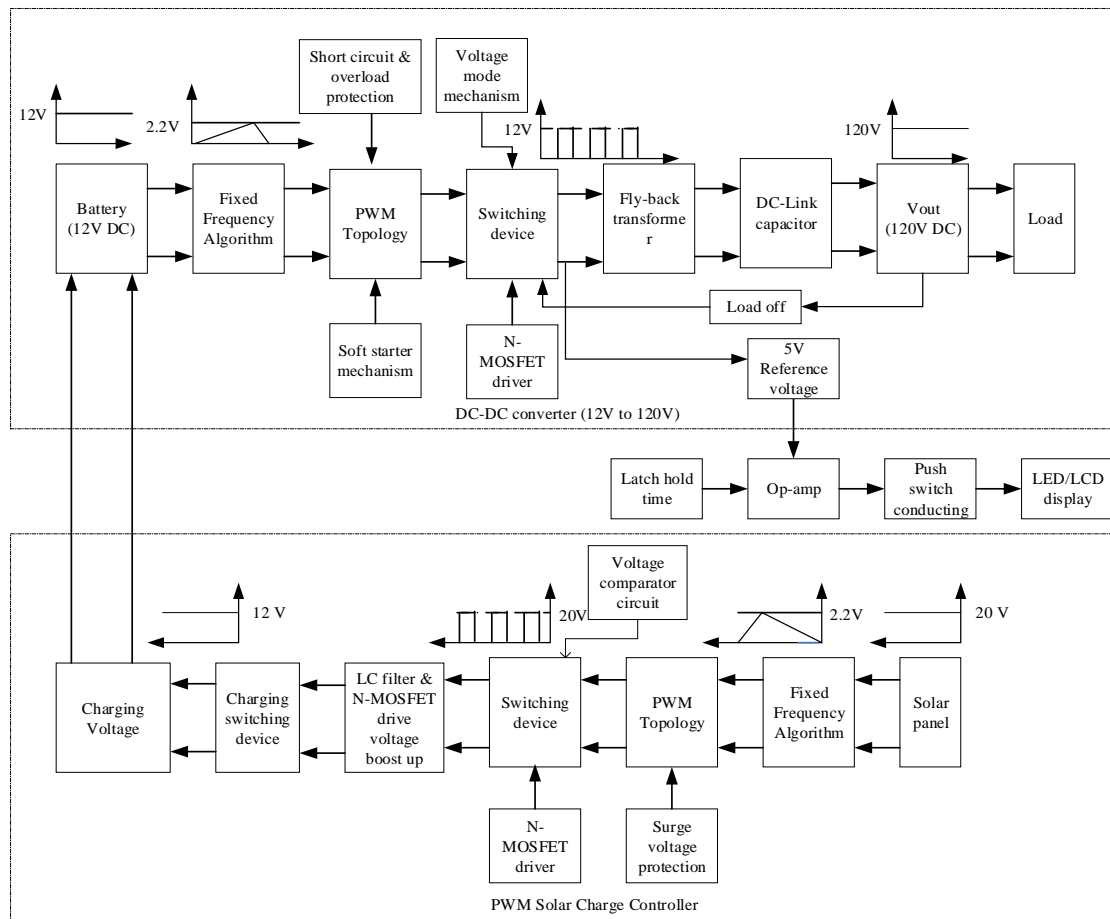 Short circuit &
overload
protection
Voltage
mode
mechanism
12V
2.2V
12V
120V
Battery
(12V DC)
Fixed
Frequency
Algorithm
PWM
Topology
Switching
device
Fly-back
transforme
r
DC-Link
capacitor
Vout
(120V DC)
Load
Load off
Soft starter
mechanism
N-
MOSFET
driver
5V
Reference
voltage
DC-DC converter (12V to 120V)
Latch hold
time
Op-amp
Push
switch
conducting
LED/LCD
display
Voltage
comparator
circuit
12 V
20V
2.2V
20 V
Charging
Voltage
Charging
switching
device
LC filter &
N-MOSFET
drive
voltage
boost up
Switching
device
PWM
Topology
Fixed
Frequency
Algorithm
Solar
panel
N-
MOSFET
driver
Surge
voltage
protection
PWM Solar Charge Controller